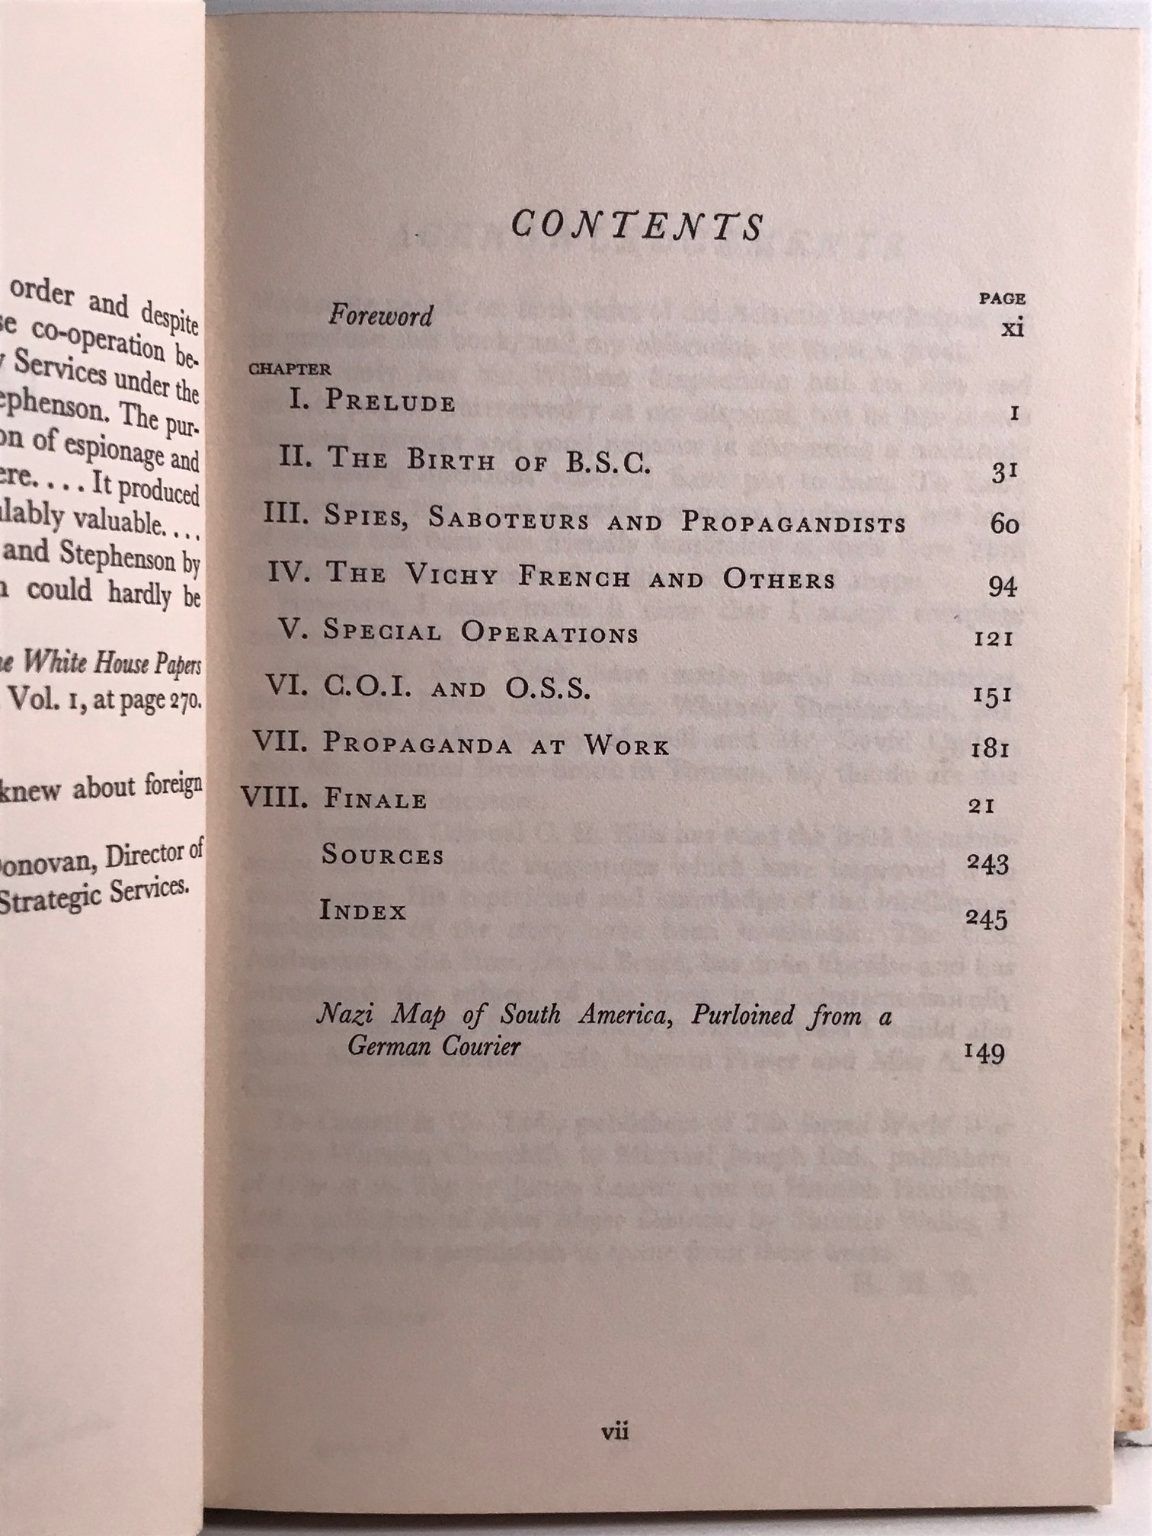 order and despite
co-operation be-
Services under the
ephenson. The pur-
on of espionage and
ere. . . . It produced
lably valuable. . . .
and Stephenson by
could hardly be
White House Papers
Vol. 1, at page 270.
knew about foreign
onovan, Director of
Strategic Services.
CONTENTS
PAGE
Foreword xi
CHAPTER
I. PRELUDE 1
II. THE BIRTH OF B.S.C. 31
III. SPIES, SABOTEURS AND PROPAGANDISTS 60
IV. THE VICHY FRENCH AND OTHERS 94
V. SPECIAL OPERATIONS 121
VI. C.O.I. AND O.S.S. 151
VII. PROPAGANDA AT WORK 181
VIII. FINALE 21
SOURCES 243
INDEX 245
Nazi Map of South America, Purloined from a
German Courier 149
vii